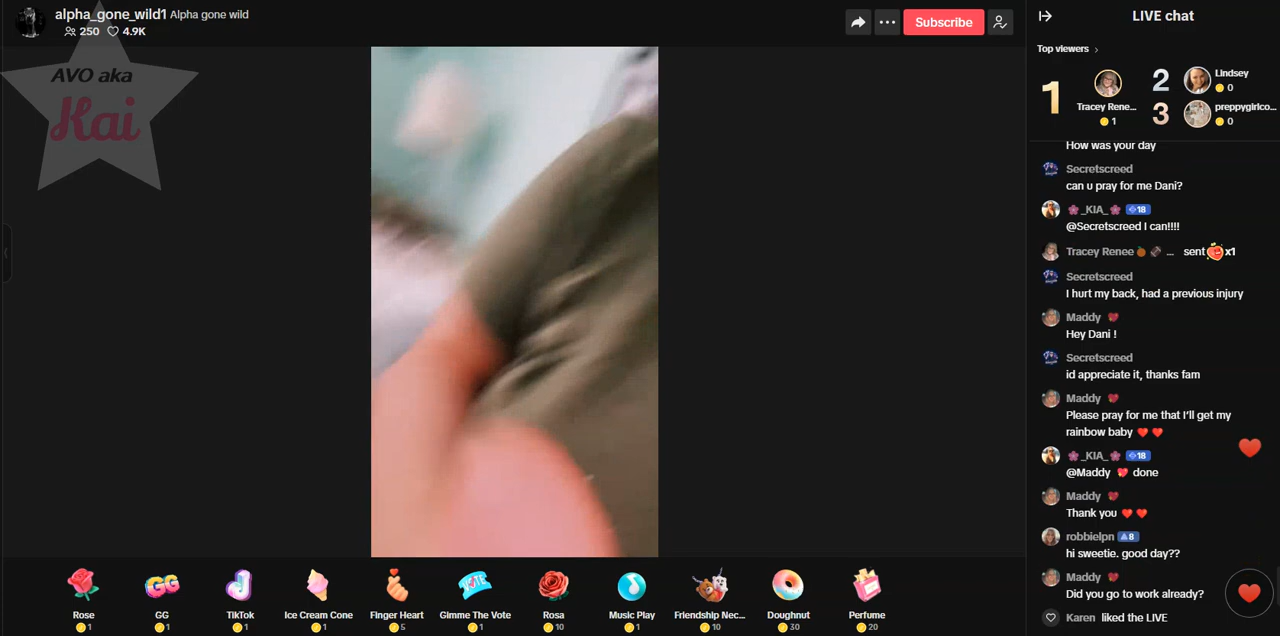 alpha_gone_wild1 Alpha gone wild
250 4.9K
Subscribe
AVO aka
Kai
LIVE chat
Top viewers
1
Tracey Rene...
1
2
Lindsey
0
3
preppygirlco...
0
How was your day
Secretscreed
can u pray for me Dani?
_KIA_ 18
@Secretscreed I can!!!!
Tracey Renee ... sent x1
Secretscreed
I hurt my back, had a previous injury
Maddy
Hey Dani !
Secretscreed
id appreciate it, thanks fam
Maddy
Please pray for me that I'll get my
rainbow baby
_KIA_ 18
@Maddy done
Maddy
Thank you
robbielpn 8
hi sweetie. good day??
Maddy
Did you go to work already?
Karen liked the LIVE
GG
VOTE
Rose
1
GG
1
TikTok
1
Ice Cream Cone
1
Finger Heart
5
Gimme The Vote
1
Rosa
10
Music Play
1
Friendship Nec...
10
Doughnut
30
Perfume
20